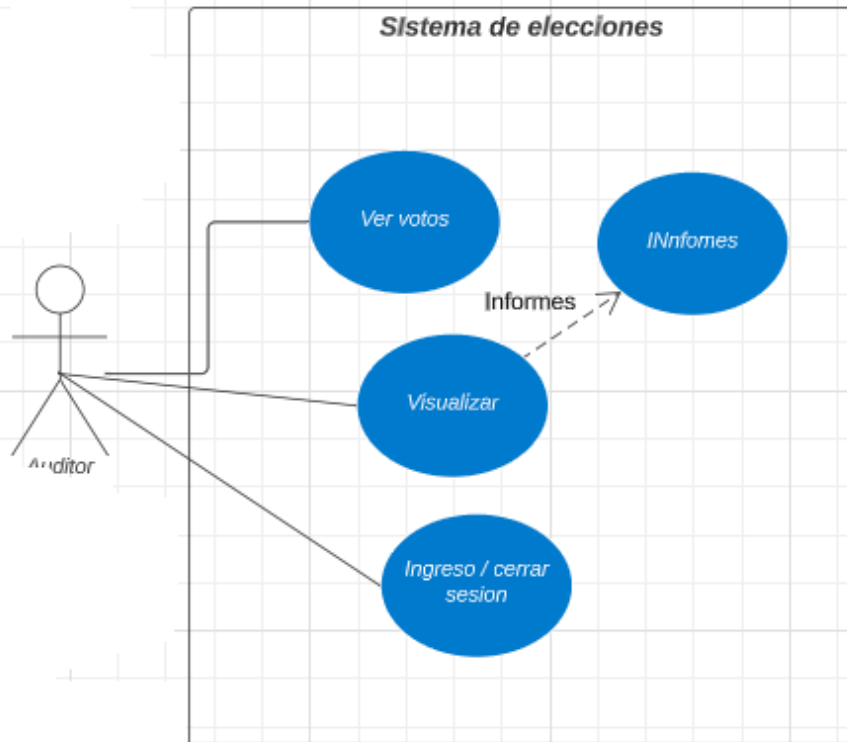 SIstema de elecciones
Ver votos
INnfomes
Informes
Visualizar
Auditor
Ingreso / cerrar
sesion